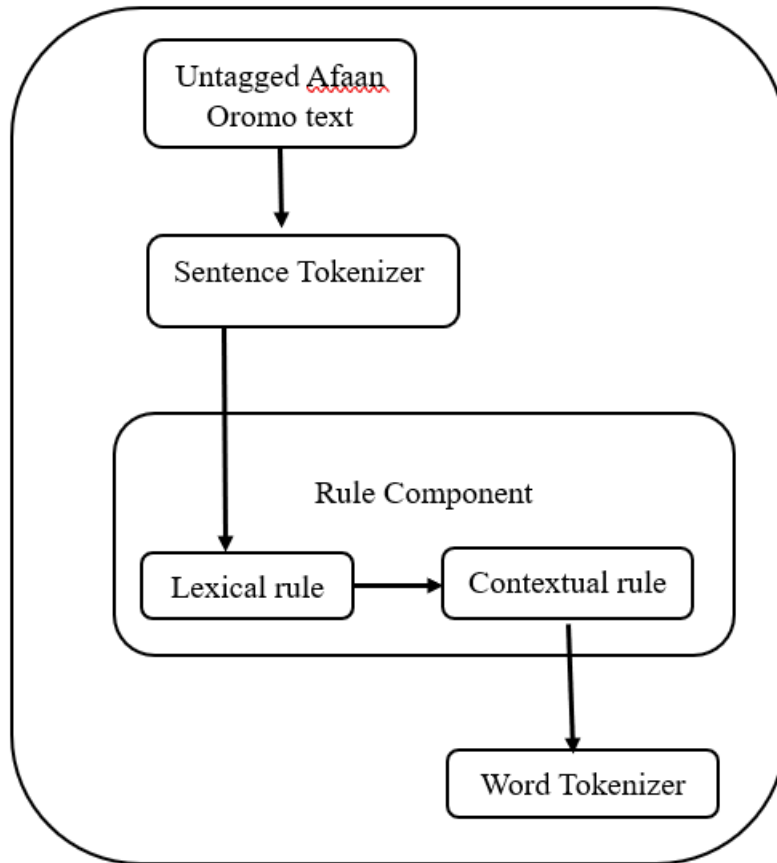 Untagged Afaan
Oromo text
Sentence Tokenizer
Rule Component
Lexical rule
Contextual rule
Word Tokenizer